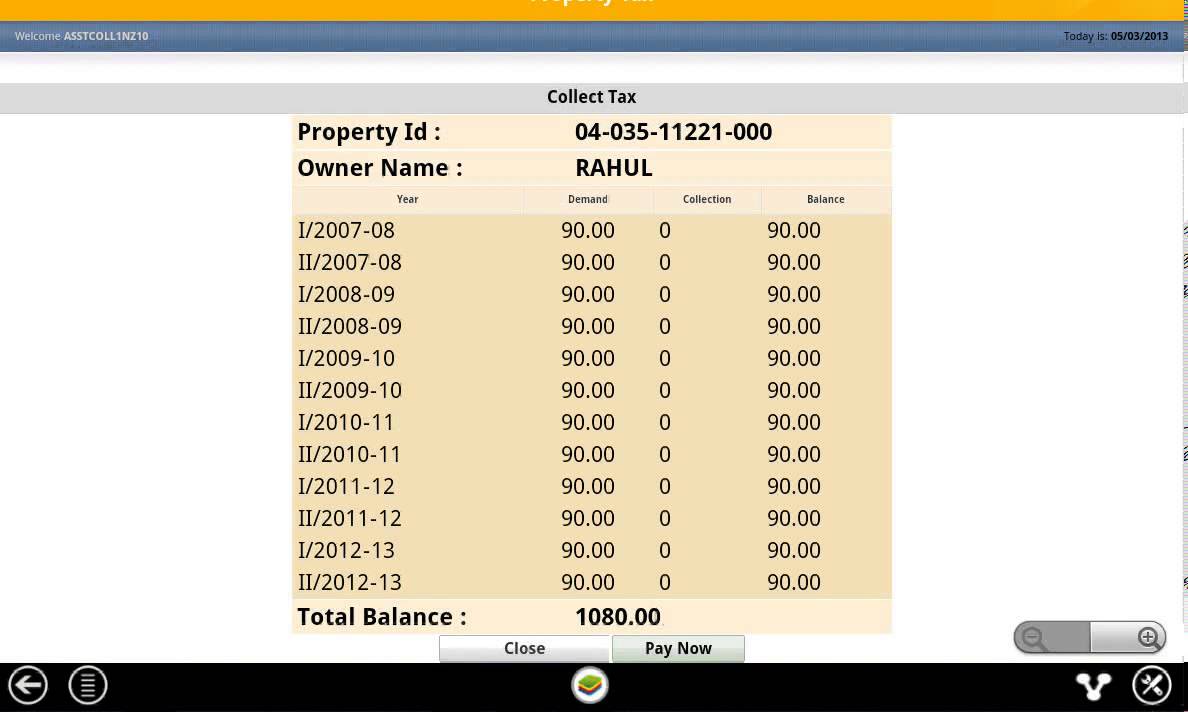 Property Tax
Welcome ASSTCOLL1NZ10 Today is: 05/03/2013
Collect Tax
Property Id : 04-035-11221-000
Owner Name : RAHUL
Year Demand Collection Balance
I/2007-08 90.00 0 90.00
II/2007-08 90.00 0 90.00
I/2008-09 90.00 0 90.00
II/2008-09 90.00 0 90.00
I/2009-10 90.00 0 90.00
II/2009-10 90.00 0 90.00
I/2010-11 90.00 0 90.00
II/2010-11 90.00 0 90.00
I/2011-12 90.00 0 90.00
II/2011-12 90.00 0 90.00
I/2012-13 90.00 0 90.00
II/2012-13 90.00 0 90.00
Total Balance : 1080.00
Close Pay Now